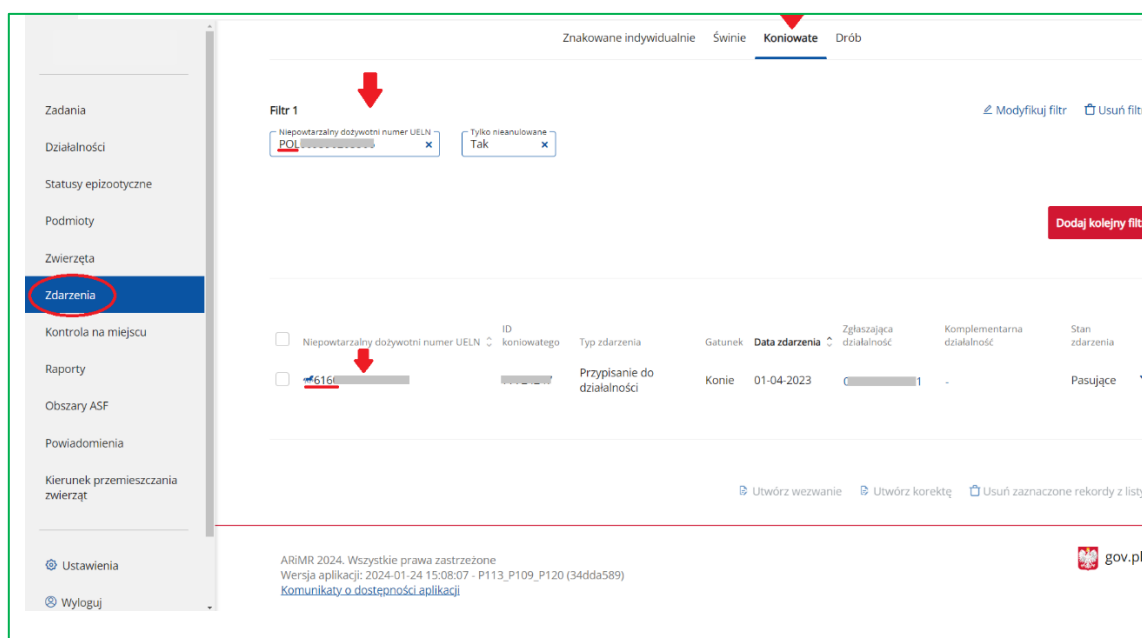 Znakowane indywidualnie Świnie Koniowate Drób
Zadania
Działalności
Statusy epizootyczne
Podmioty
Zwierzęta
Zdarzenia
Kontrola na miejscu
Raporty
Obszary ASF
Powiadomienia
Kierunek przemieszczania
zwierząt
Ustawienia
Wyloguj
Filtr 1
Modyfikuj filtr Usuń filt
Niepowtarzalny dożywotni numer UELN Tylko nieanulowane
POL Tak
Dodaj kolejny filt
Niepowtarzalny dożywotni numer UELN ID koniowatego Typ zdarzenia Gatunek Data zdarzenia Zgłaszająca działalność Komplementarna działalność Stan zdarzenia
616 Przypisanie do działalności Konie 01-04-2023 1 - Pasujące
Utwórz wezwanie Utwórz korektę Usuń zaznaczone rekordy z listy
ARiMR 2024. Wszystkie prawa zastrzeżone
Wersja aplikacji: 2024-01-24 15:08:07 - P113_P109_P120 (34dda589)
Komunikaty o dostępności aplikacji
gov.pl